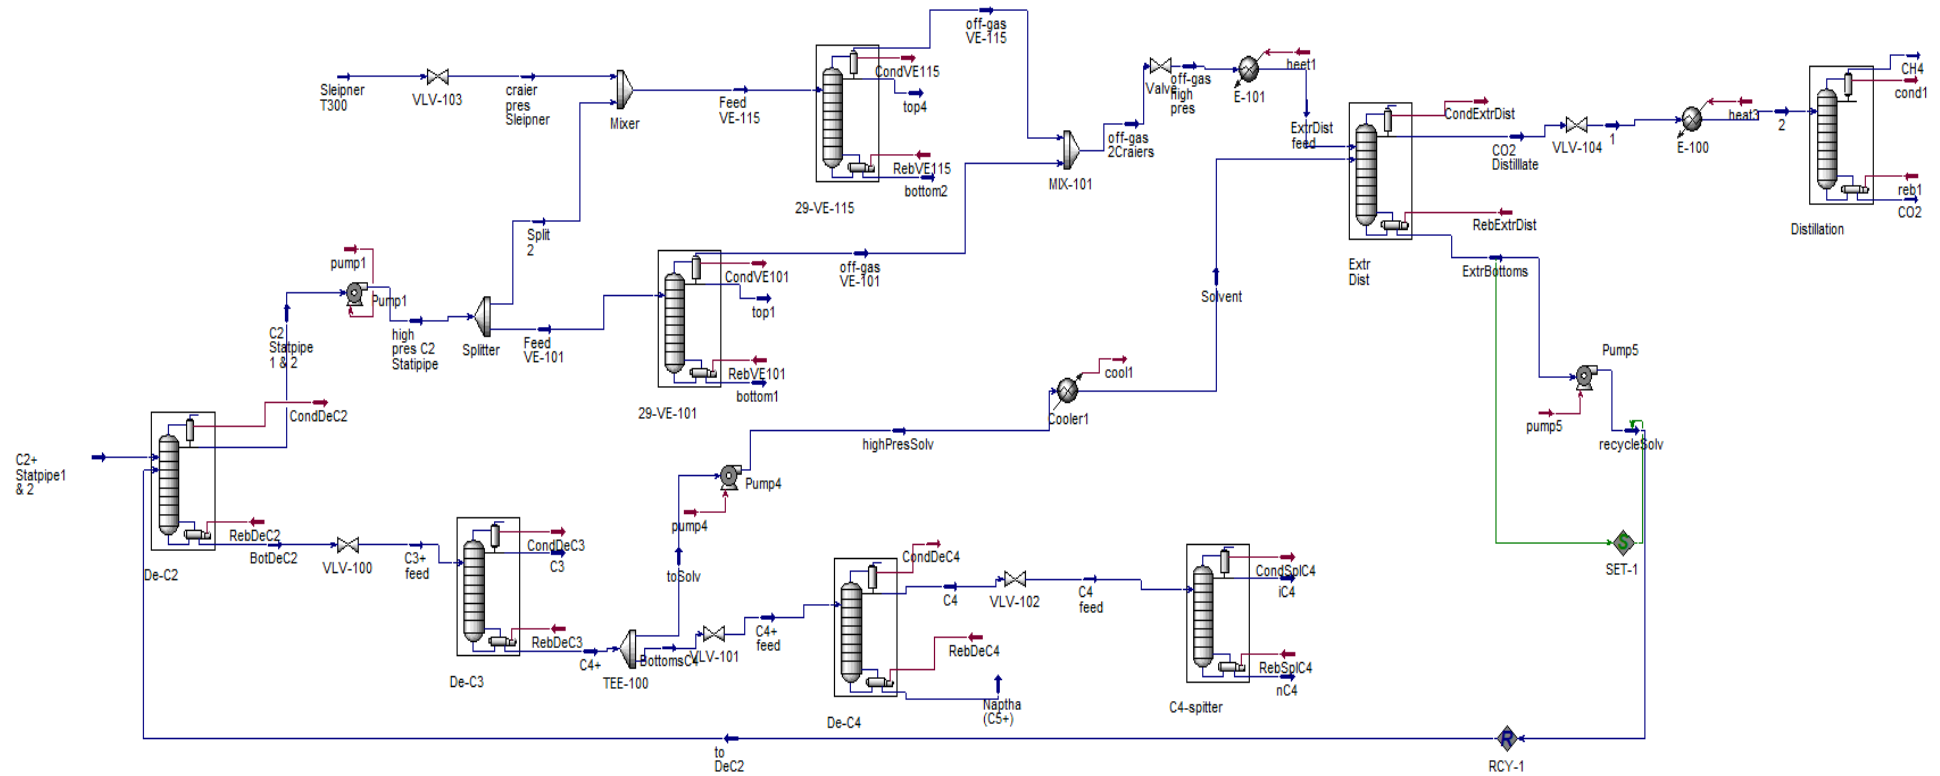 off-gas
VE-115
Sleipner
T300
VLV-103
craier
pres
Sleipner
Mixer
Feed
VE-115
CondVE115
top4
RebVE115
bottom2
29-VE-115
MIX-101
off-gas
2Craiers
Valve
off-gas
high
pres
E-101
heet1
ExtrDist
feed
CondExtrDist
CO2
Distillate
VLV-104
1
E-100
heat3
2
CH4
cond1
reb1
CO2
Distillation
RebExtrDist
ExtrBottoms
Extr
Dist
Split
2
pump1
Pump1
C2
Statpipe
1 & 2
high
pres C2
Statipipe
Splitter
Feed
VE-101
CondVE101
top1
RebVE101
bottom1
29-VE-101
off-gas
VE-101
Solvent
cool1
Cooler1
Pump5
pump5
recycleSolv
SET-1
C2+
Statpipe1
& 2
CondDeC2
RebDeC2
BotDeC2
De-C2
VLV-100
C3+
feed
CondDeC3
C3
RebDeC3
De-C3
C4+
TEE-100
toSolv
pump4
Pump4
highPresSolv
BottomsC4
VLV-101
C4+
feed
CondDeC4
C4
RebDeC4
Naptha
(C5+)
De-C4
VLV-102
C4
feed
CondSplC4
iC4
RebSplC4
nC4
C4-spitter
to
DeC2
R
RCY-1
S